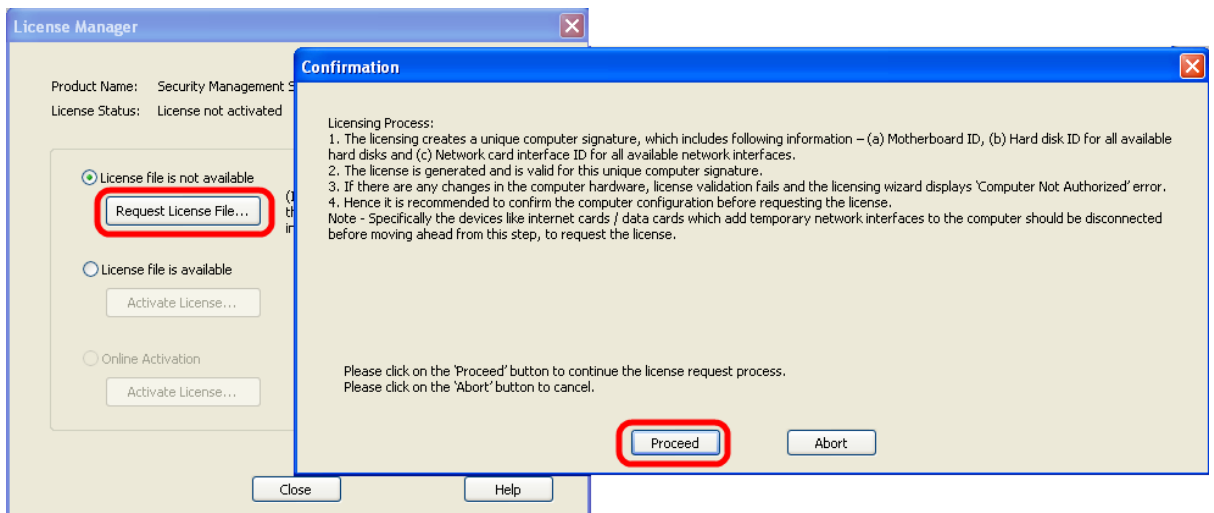 License Manager
Product Name: Security Management S
License Status: License not activated
License file is not available
Request License File...
License file is available
Activate License...
Online Activation
Activate License...
Close
Help
Confirmation
Licensing Process:
1. The licensing creates a unique computer signature, which includes following information – (a) Motherboard ID, (b) Hard disk ID for all available
hard disks and (c) Network card interface ID for all available network interfaces.
2. The license is generated and is valid for this unique computer signature.
3. If there are any changes in the computer hardware, license validation fails and the licensing wizard displays 'Computer Not Authorized' error.
4. Hence it is recommended to confirm the computer configuration before requesting the license.
Note - Specifically the devices like internet cards / data cards which add temporary network interfaces to the computer should be disconnected
before moving ahead from this step, to request the license.
Please click on the 'Proceed' button to continue the license request process.
Please click on the 'Abort' button to cancel.
Proceed
Abort